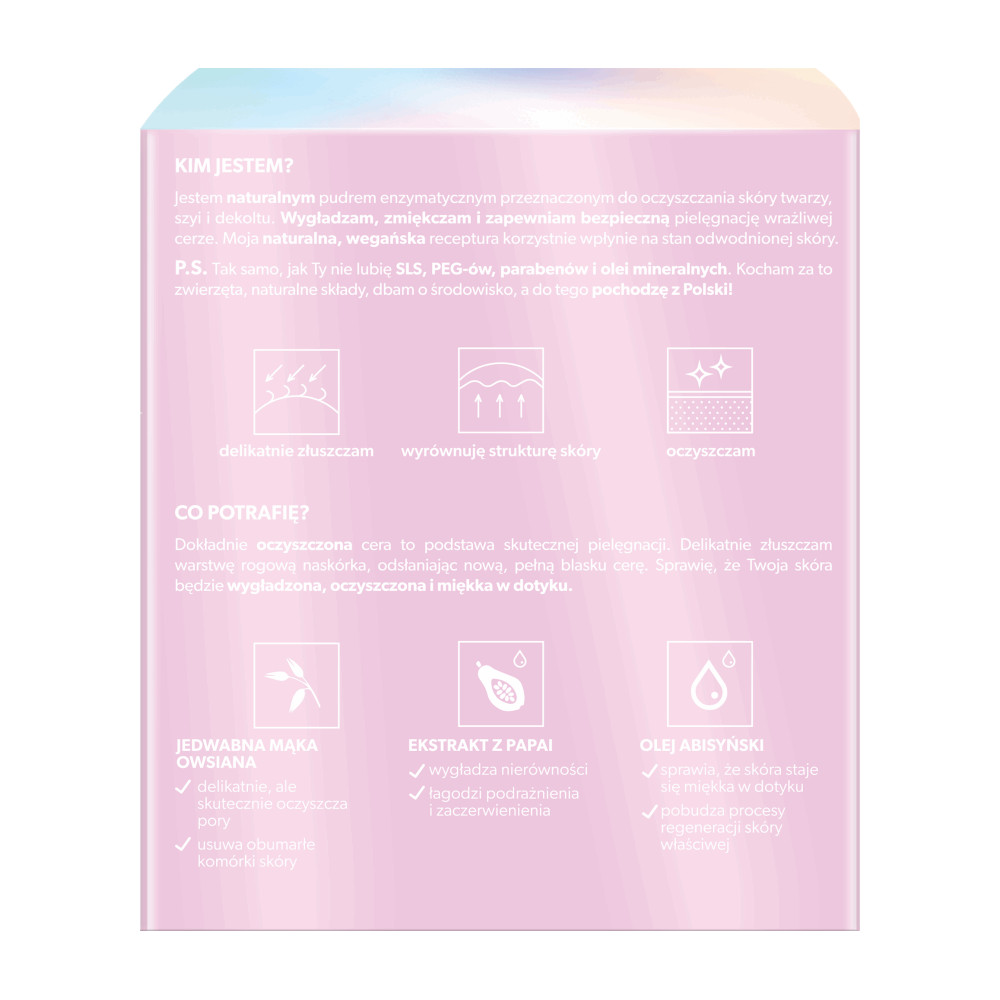 KIM JESTEM?
Jestem naturalnym pudrem enzymatycznym przeznaczonym do oczyszczania skóry twarzy,
szyi i dekoltu. Wygładzam, zmiękczam i zapewniam bezpieczną pielęgnację wrażliwej
cerze. Moja naturalna, wegańska receptura korzystnie wpłynie na stan odwodnionej skóry.
P.S. Tak samo, jak Ty nie lubię SLS, PEG-ów, parabenów i olei mineralnych. Kocham za to
zwierzęta, naturalne składy, dbam o środowisko, a do tego pochodzę z Polski!
delikatnie złuszczam
wyrównuję strukturę skóry
oczyszczam
CO POTRAFIĘ?
Dokładnie oczyszczona cera to podstawa skutecznej pielęgnacji. Delikatnie złuszczam
warstwę rogową naskórka, odsłaniając nową, pełną blasku cerę. Sprawię, że Twoja skóra
będzie wygładzona, oczyszczona i miękka w dotyku.
JEDWABNA MĄKA
OWSIANA
delikatnie, ale
skutecznie oczyszcza
pory
usuwa obumarłe
komórki skóry
EKSTRAKT Z PAPAI
wygładza nierówności
łagodzi podrażnienia
i zaczerwienienia
OLEJ ABISYŃSKI
sprawia, że skóra staje
się miękka w dotyku
pobudza procesy
regeneracji skóry
właściwej